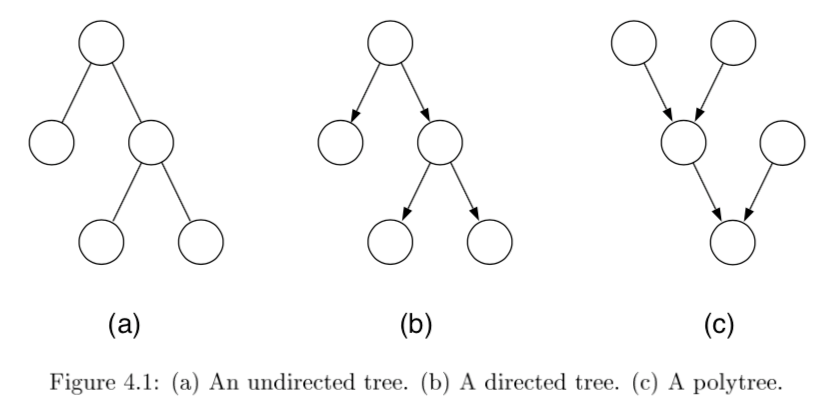 (a) (b) (c)
Figure 4.1: (a) An undirected tree. (b) A directed tree. (c) A polytree.